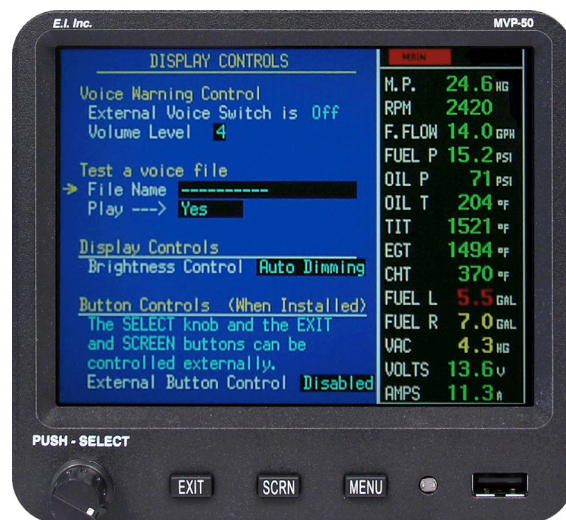 E.I. Inc.
MVP-50
DISPLAY CONTROLS
Voice Warning Control
External Voice Switch is Off
Volume Level 4
Test a voice file
File Name ----------
Play ---> Yes
Display Controls
Brightness Control Auto Dimming
Button Controls (When Installed)
The SELECT knob and the EXIT
and SCREEN buttons can be
controlled externally.
External Button Control Disabled
MAIN
M.P. 24.6 HG
RPM 2420
F.FLOW 14.0 GPH
FUEL P 15.2 PSI
OIL P 71 PSI
OIL T 204 °F
TIT 1521 °F
EGT 1494 °F
CHT 370 °F
FUEL L 5.5 GAL
FUEL R 7.0 GAL
VAC 4.3 HG
VOLTS 13.6 V
AMPS 11.3 A
PUSH - SELECT
EXIT
SCRN
MENU